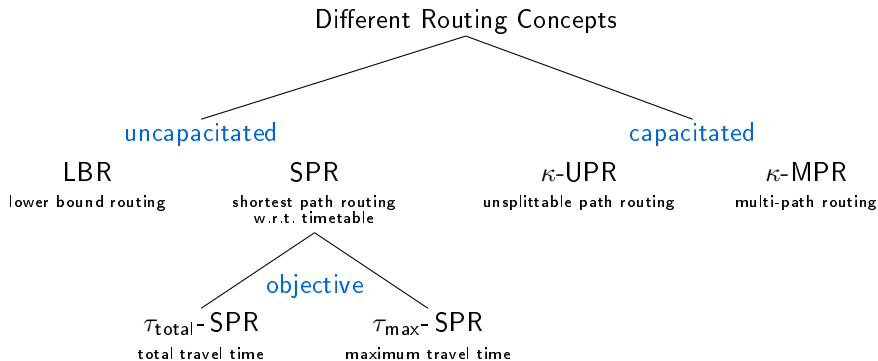 Different Routing Concepts
uncapacitated
capacitated
LBR
SPR
κ-UPR
κ-MPR
lower bound routing
shortest path routing
w.r.t. timetable
unsplittable path routing
multi-path routing
objective
τtotal-SPR
τmax-SPR
total travel time
maximum travel time